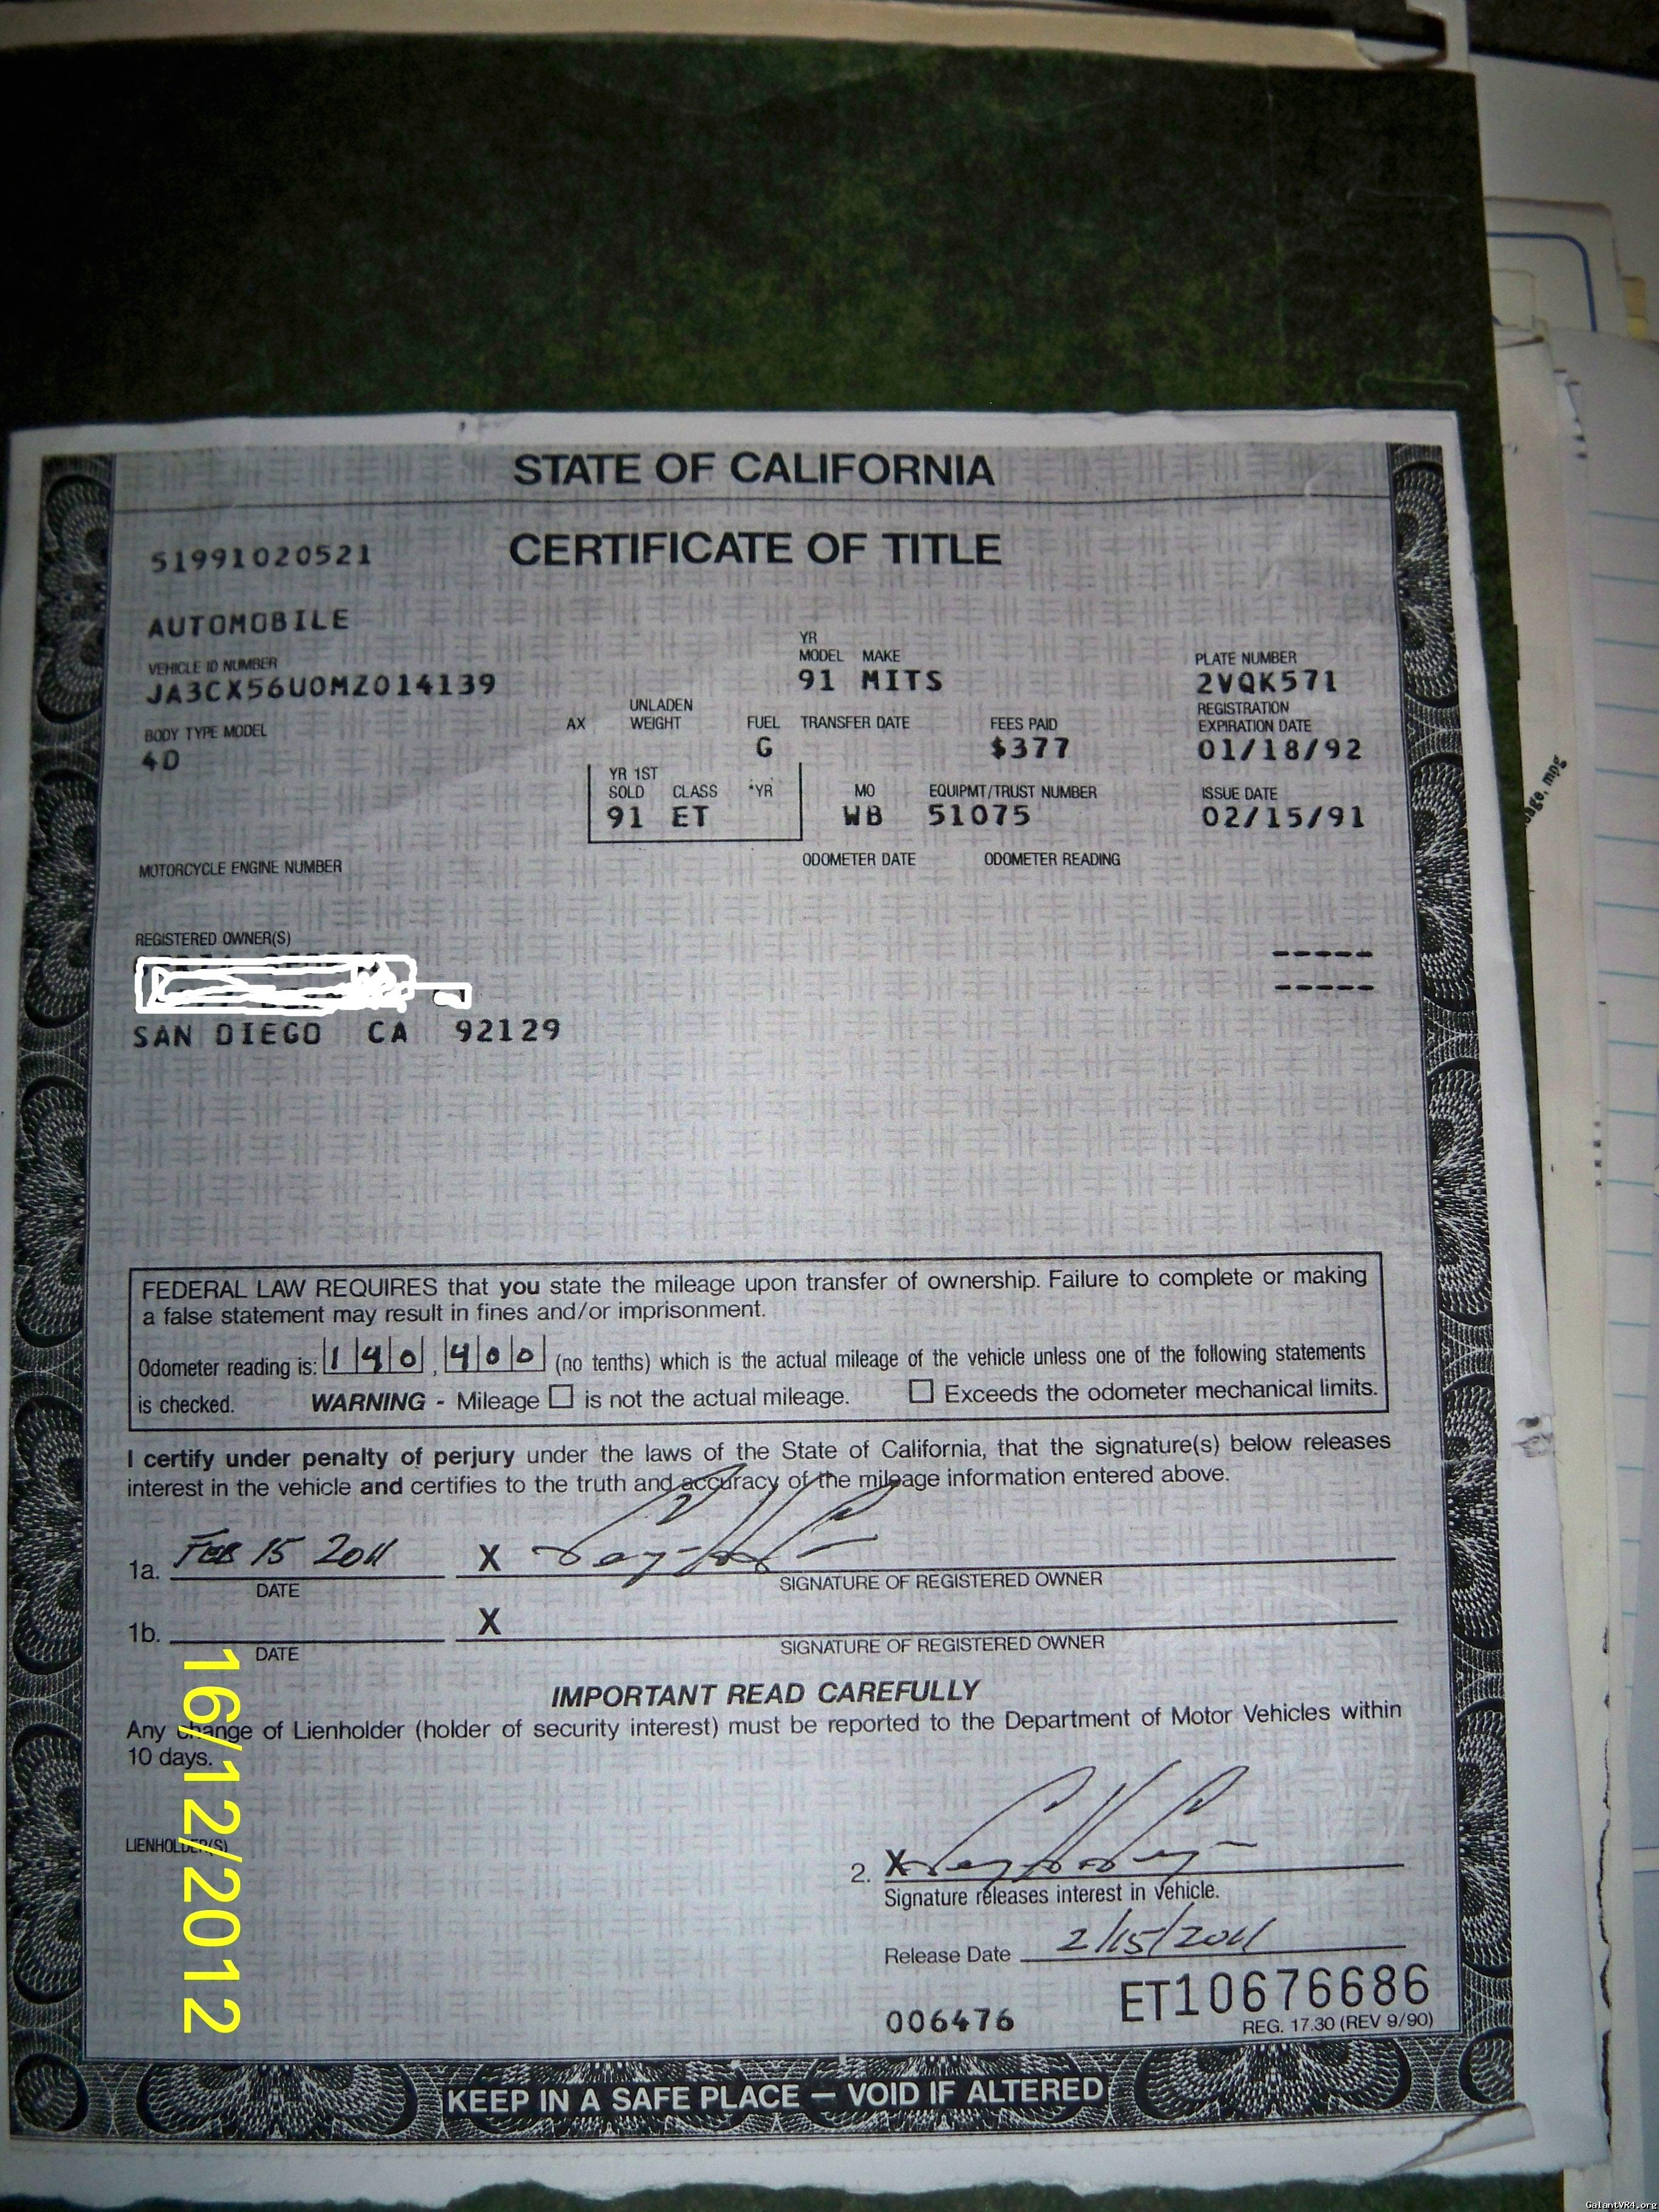 STATE OF CALIFORNIA
CERTIFICATE OF TITLE
51991020521
AUTOMOBILE
VEHICLE ID NUMBER
YR MODEL MAKE
PLATE NUMBER
JA3CX56U0MZ014139
91 MITS
2VQK571
BODY TYPE MODEL
AX
UNLADEN WEIGHT
FUEL
TRANSFER DATE
FEES PAID
REGISTRATION EXPIRATION DATE
4D
G
$377
01/18/92
YR 1ST SOLD
CLASS
*YR
MO
EQUIPMT/TRUST NUMBER
ISSUE DATE
91 ET
WB
51075
02/15/91
MOTORCYCLE ENGINE NUMBER
ODOMETER DATE
ODOMETER READING
REGISTERED OWNER(S)
-----
-----
SAN DIEGO CA 92129
FEDERAL LAW REQUIRES that you state the mileage upon transfer of ownership. Failure to complete or making
a false statement may result in fines and/or imprisonment.
Odometer reading is: 140,400 (no tenths) which is the actual mileage of the vehicle unless one of the following statements
is checked. WARNING - Mileage is not the actual mileage. Exceeds the odometer mechanical limits.
I certify under penalty of perjury under the laws of the State of California, that the signature(s) below releases
interest in the vehicle and certifies to the truth and accuracy of the mileage information entered above.
1a. FEB 15 2011 X
DATE
SIGNATURE OF REGISTERED OWNER
1b. X
DATE
SIGNATURE OF REGISTERED OWNER
IMPORTANT READ CAREFULLY
Any change of Lienholder (holder of security interest) must be reported to the Department of Motor Vehicles within
10 days.
LIENHOLDER(S)
2. X
Signature releases interest in vehicle.
Release Date 2/15/2011
006476
ET10676686
REG. 17.30 (REV 9/90)
KEEP IN A SAFE PLACE — VOID IF ALTERED
16/12/2012
age, mpg
GalantVR4.org